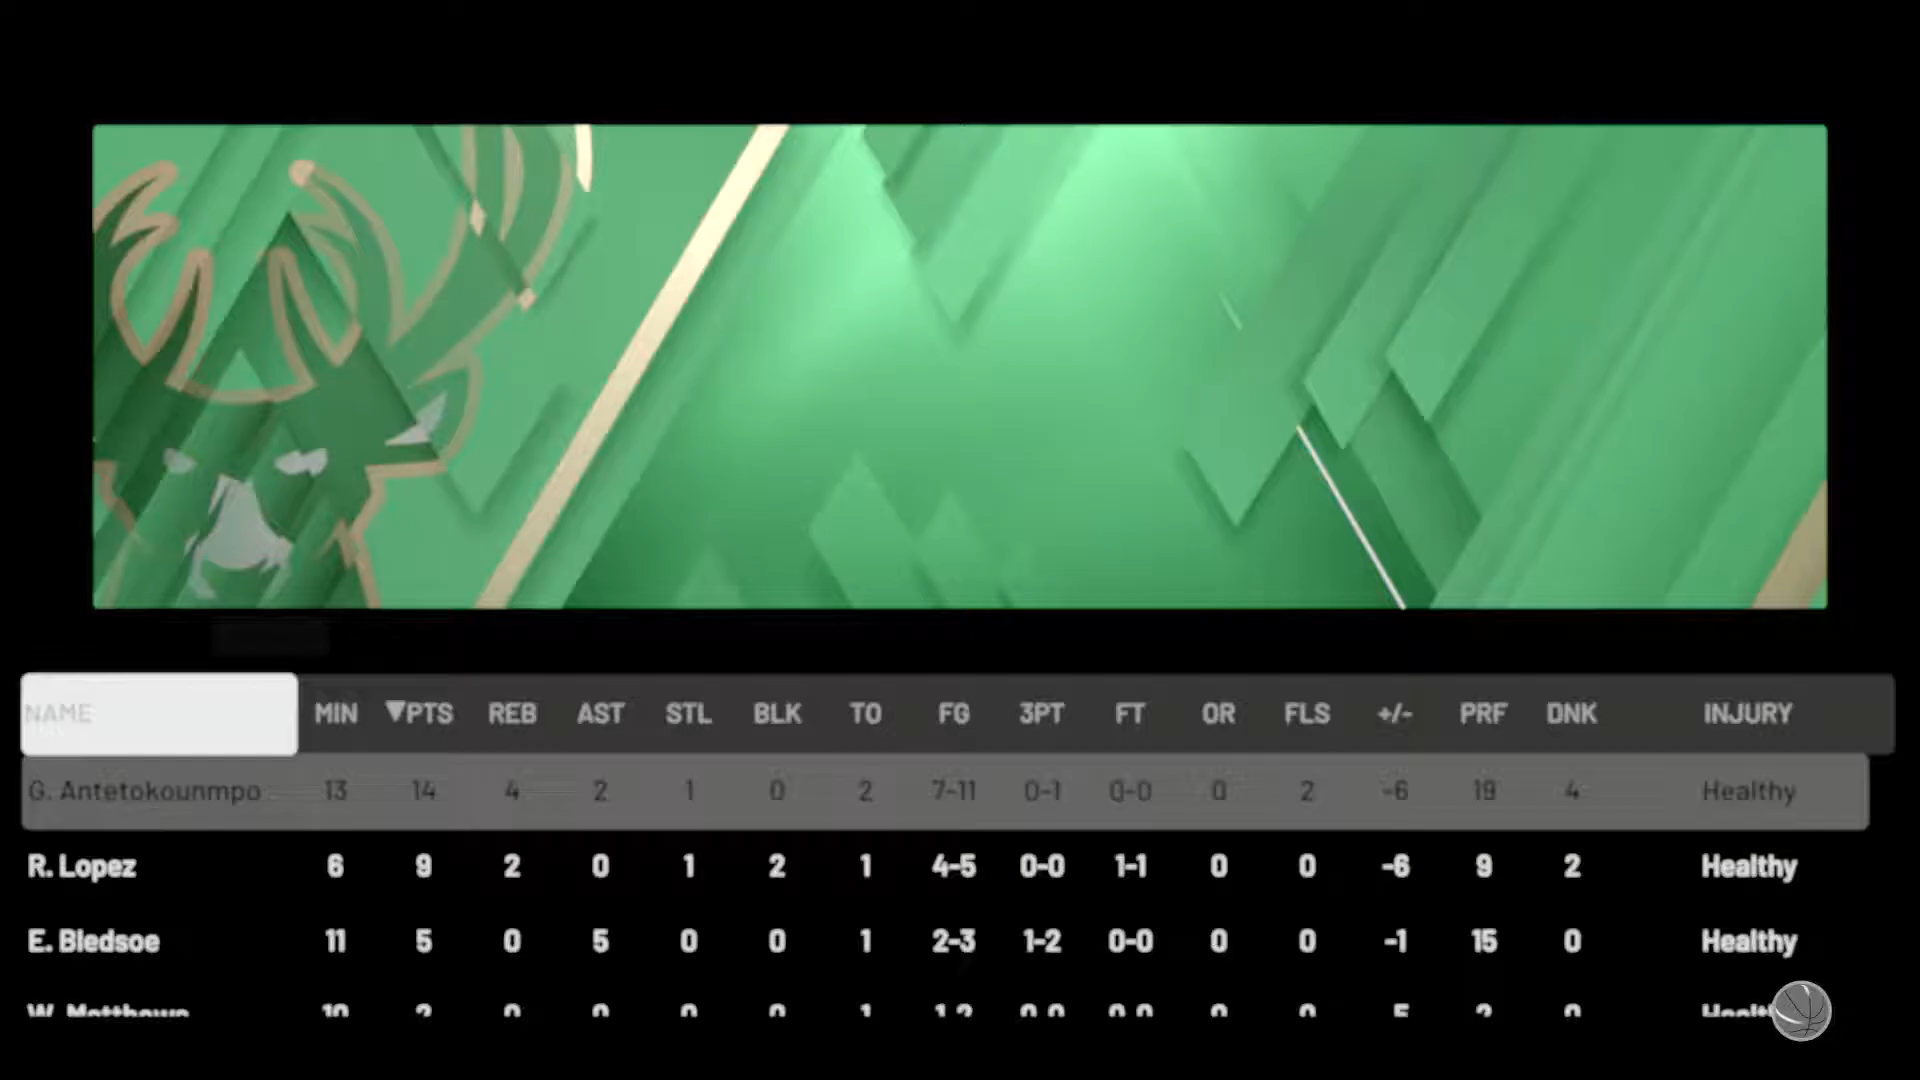 NAME MIN ▼PTS REB AST STL BLK TO FG 3PT FT OR FLS +/- PRF DNK INJURY
G. Antetokounmpo 13 14 4 2 1 0 2 7-11 0-1 0-0 0 2 -6 19 4 Healthy
R. Lopez 6 9 2 0 1 2 1 4-5 0-0 1-1 0 0 -6 9 2 Healthy
E. Bledsoe 11 5 0 5 0 0 1 2-3 1-2 0-0 0 0 -1 15 0 Healthy
W. Matthews 10